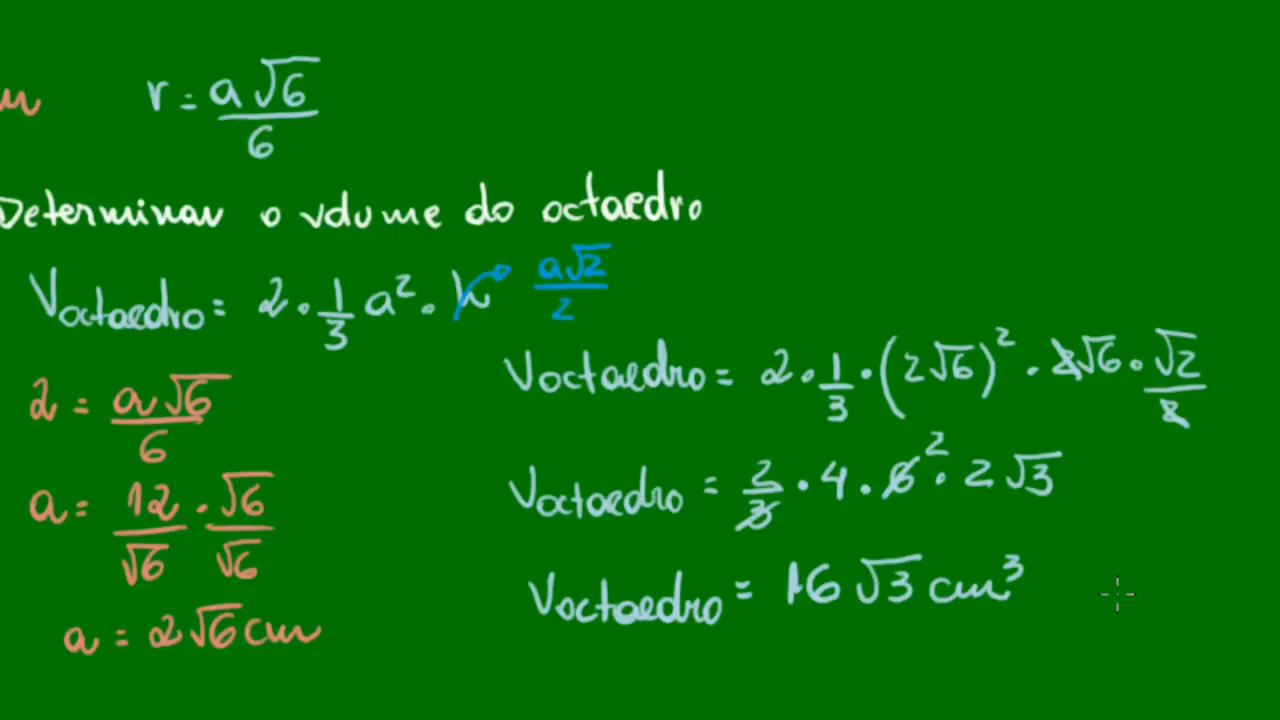 m r = a√6/6
Determinar o volume do octaedro
Voctaedro = 2 · 1/3 a² · h a√2/2
2 = a√6/6
a = 12/√6 · √6/√6
a = 2√6 cm
Voctaedro = 2 · 1/3 · (2√6)² · 2√6 · √2/2
Voctaedro = 2/3 · 4 · 6 ² · 2√3
Voctaedro = 16√3 cm³